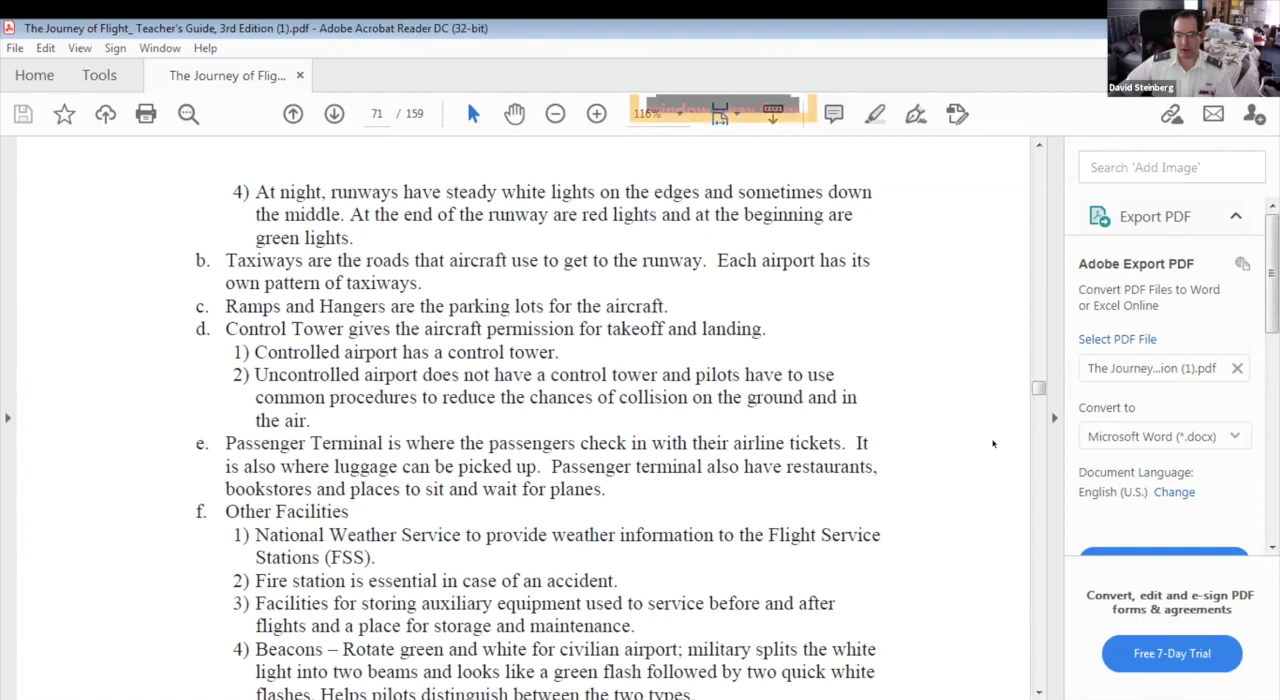 The Journey of Flight_ Teacher's Guide, 3rd Edition (1).pdf - Adobe Acrobat Reader DC (32-bit)
File Edit View Sign Window Help
Home Tools The Journey of Flig... ×
71 / 159 116%
David Steinberg
4) At night, runways have steady white lights on the edges and sometimes down
the middle. At the end of the runway are red lights and at the beginning are
green lights.
b. Taxiways are the roads that aircraft use to get to the runway. Each airport has its
own pattern of taxiways.
c. Ramps and Hangers are the parking lots for the aircraft.
d. Control Tower gives the aircraft permission for takeoff and landing.
1) Controlled airport has a control tower.
2) Uncontrolled airport does not have a control tower and pilots have to use
common procedures to reduce the chances of collision on the ground and in
the air.
e. Passenger Terminal is where the passengers check in with their airline tickets. It
is also where luggage can be picked up. Passenger terminal also have restaurants,
bookstores and places to sit and wait for planes.
f. Other Facilities
1) National Weather Service to provide weather information to the Flight Service
Stations (FSS).
2) Fire station is essential in case of an accident.
3) Facilities for storing auxiliary equipment used to service before and after
flights and a place for storage and maintenance.
4) Beacons – Rotate green and white for civilian airport; military splits the white
light into two beams and looks like a green flash followed by two quick white
flashes. Helps pilots distinguish between the two types.
Search 'Add Image'
Export PDF
Adobe Export PDF
Convert PDF Files to Word
or Excel Online
Select PDF File
The Journey...ion (1).pdf ×
Convert to
Microsoft Word (*.docx)
Document Language:
English (U.S.) Change
Convert, edit and e-sign PDF
forms & agreements
Free 7-Day Trial